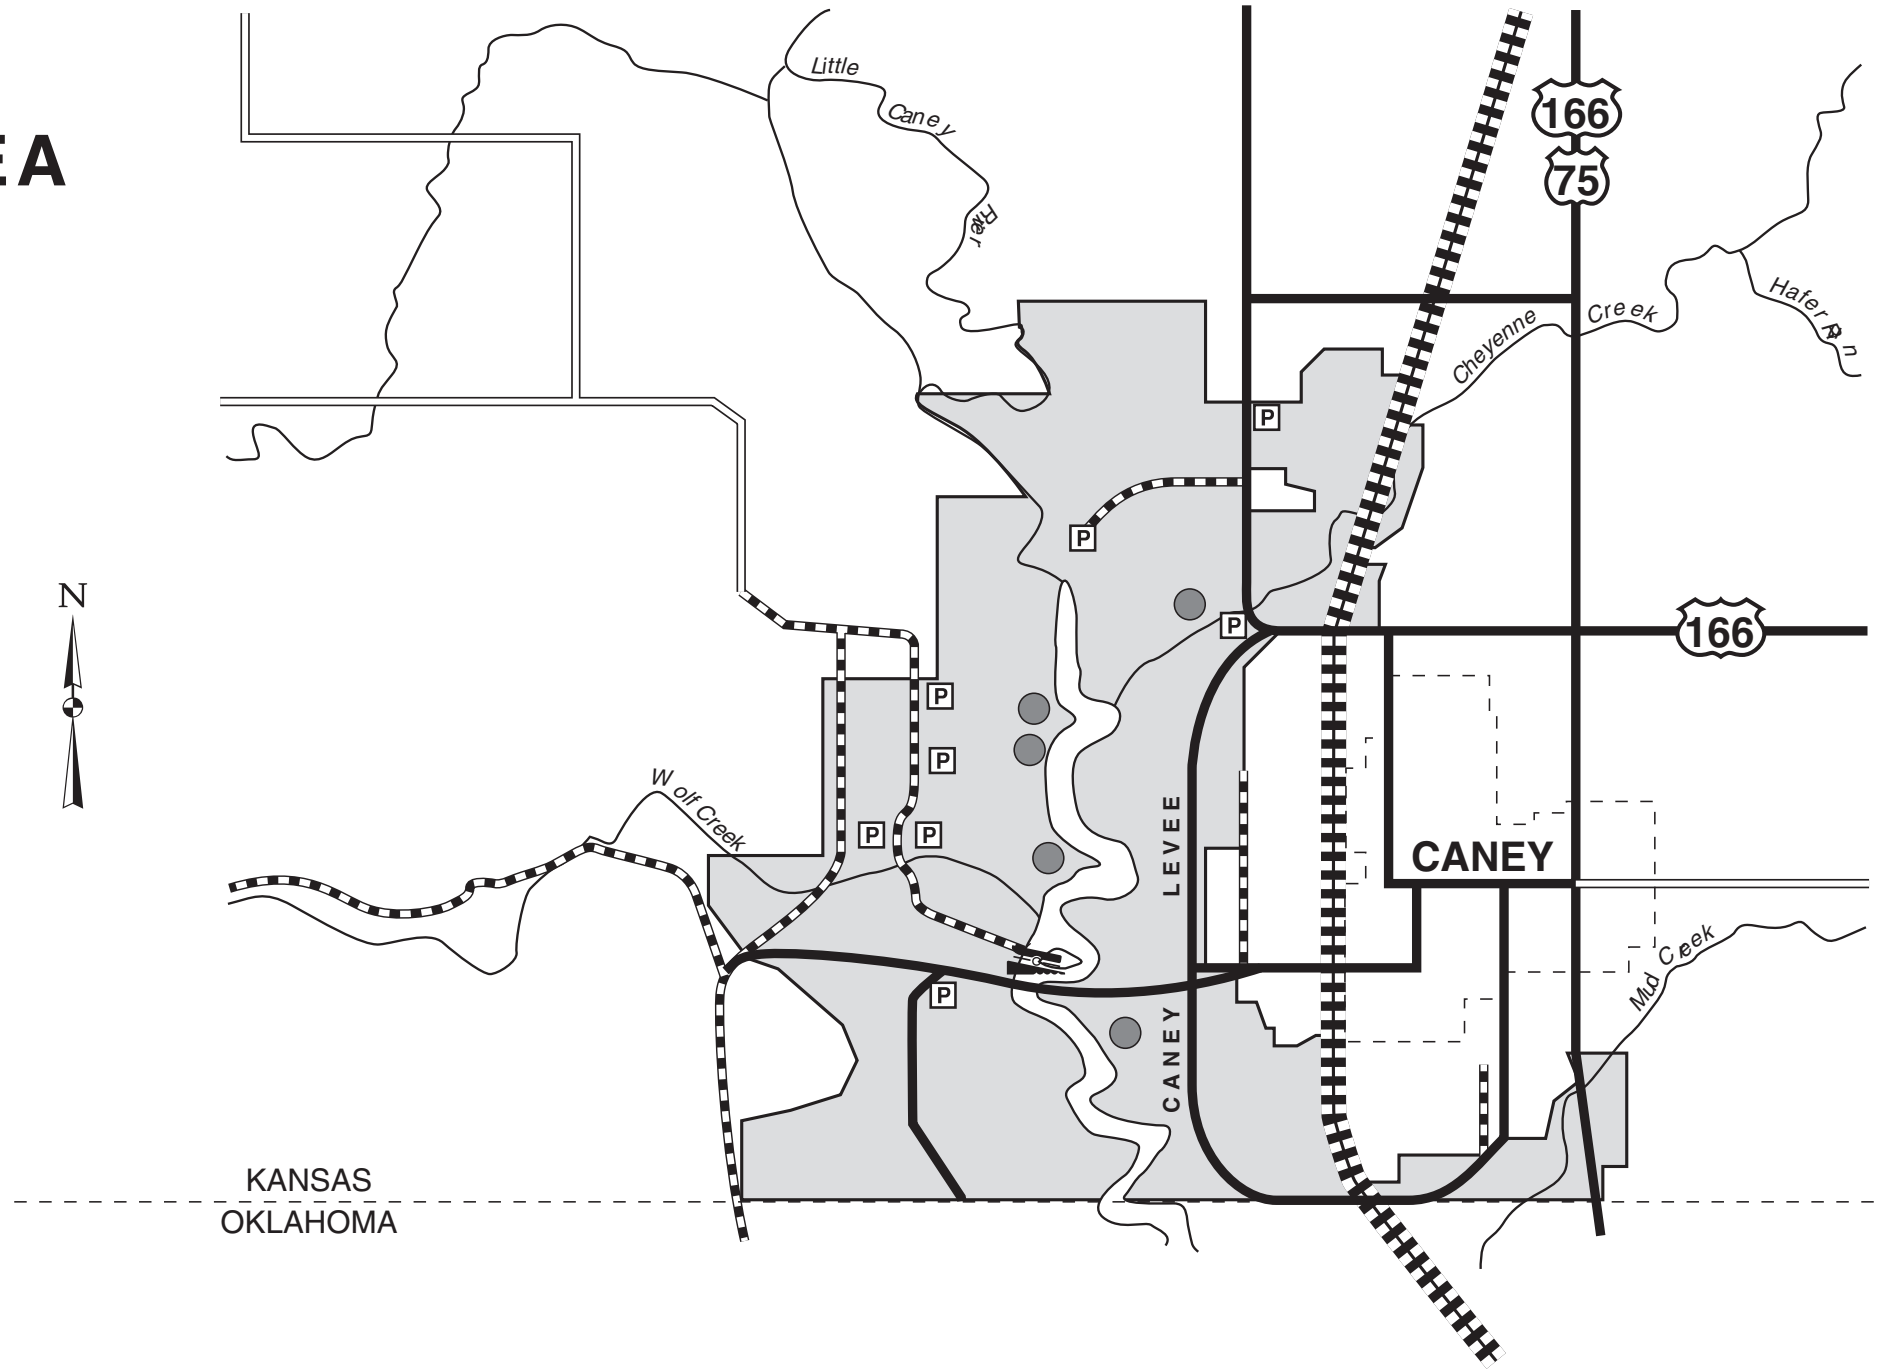 EA
Little
Caney
River
166
75
Hafer Run
Creek
Cheyenne
P
P
N
P
166
P
P
Wolf Creek
P
P
LEVEE
CANEY
CANEY
Mud Creek
P
KANSAS
OKLAHOMA